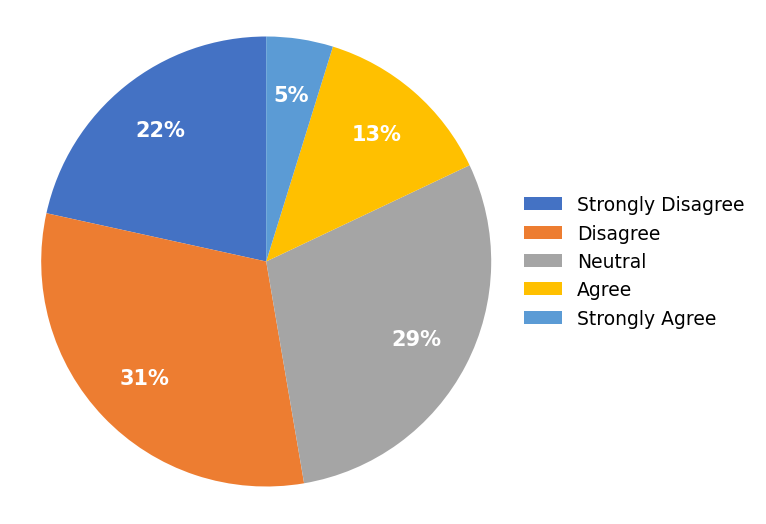 5%
22%
13%
29%
31%
Strongly Disagree
Disagree
Neutral
Agree
Strongly Agree